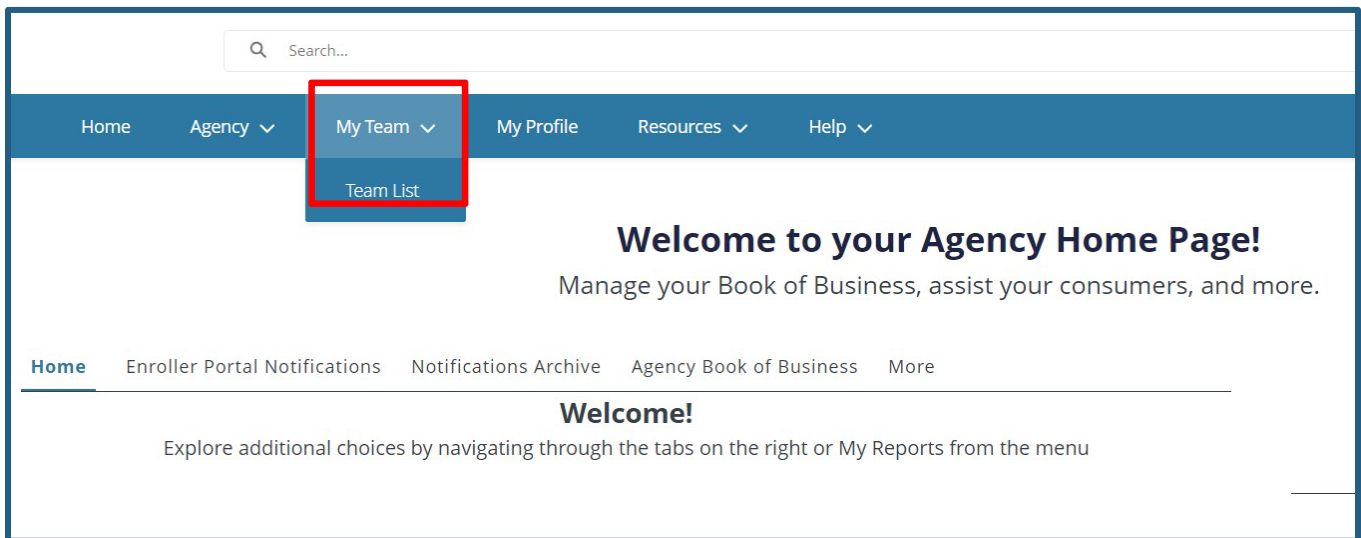 Search...
Home Agency My Team My Profile Resources Help
Team List
Welcome to your Agency Home Page!
Manage your Book of Business, assist your consumers, and more.
Home Enroller Portal Notifications Notifications Archive Agency Book of Business More
Welcome!
Explore additional choices by navigating through the tabs on the right or My Reports from the menu